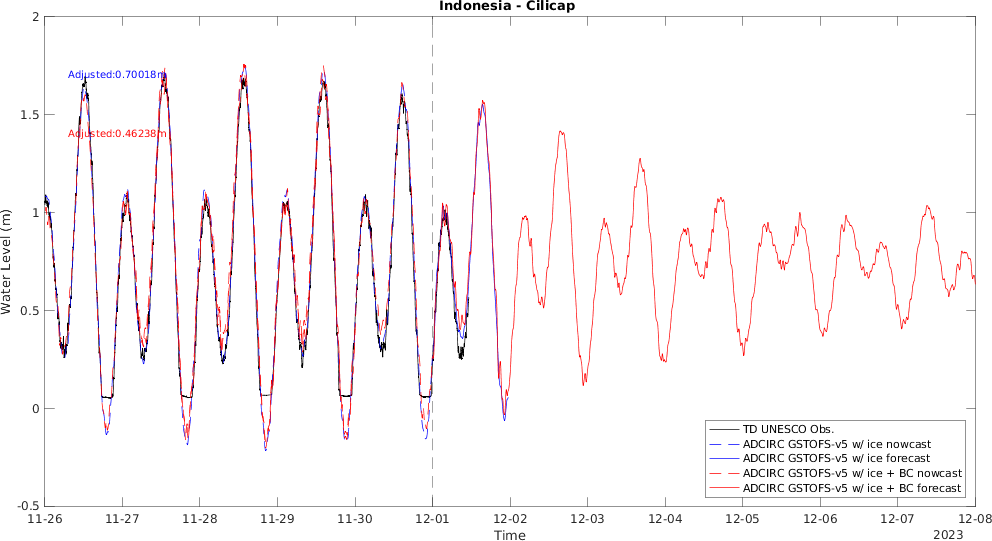 Indonesia - Cilicap
Water Level (m)
2
1.5
1
0.5
0
-0.5
Adjusted:0.70018m
Adjusted:0.46238m
TD UNESCO Obs.
ADCIRC GSTOFS-v5 w/ ice nowcast
ADCIRC GSTOFS-v5 w/ ice forecast
ADCIRC GSTOFS-v5 w/ ice + BC nowcast
ADCIRC GSTOFS-v5 w/ ice + BC forecast
11-26 11-27 11-28 11-29 11-30 12-01 12-02 12-03 12-04 12-05 12-06 12-07 12-08
Time
2023